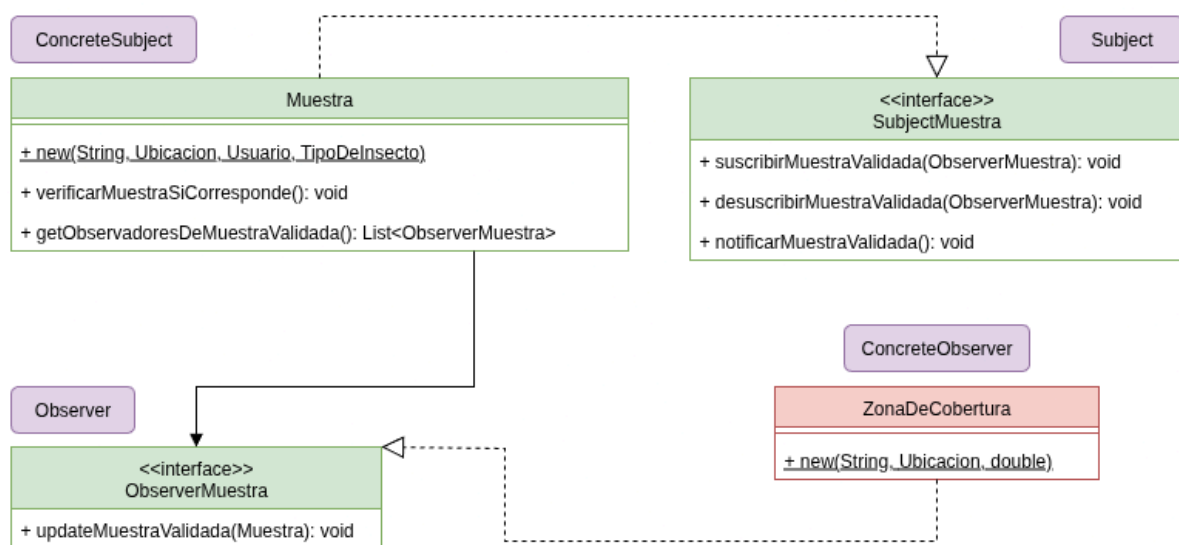 ConcreteSubject
Subject
Muestra
+ new(String, Ubicacion, Usuario, TipoDeInsecto)
+ verificarMuestraSiCorresponde(): void
+ getObservadoresDeMuestraValidada(): List<ObserverMuestra>
<<interface>>
SubjectMuestra
+ suscribirMuestraValidada(ObserverMuestra): void
+ desuscribirMuestraValidada(ObserverMuestra): void
+ notificarMuestraValidada(): void
ConcreteObserver
ZonaDeCobertura
+ new(String, Ubicacion, double)
Observer
<<interface>>
ObserverMuestra
+ updateMuestraValidada(Muestra): void